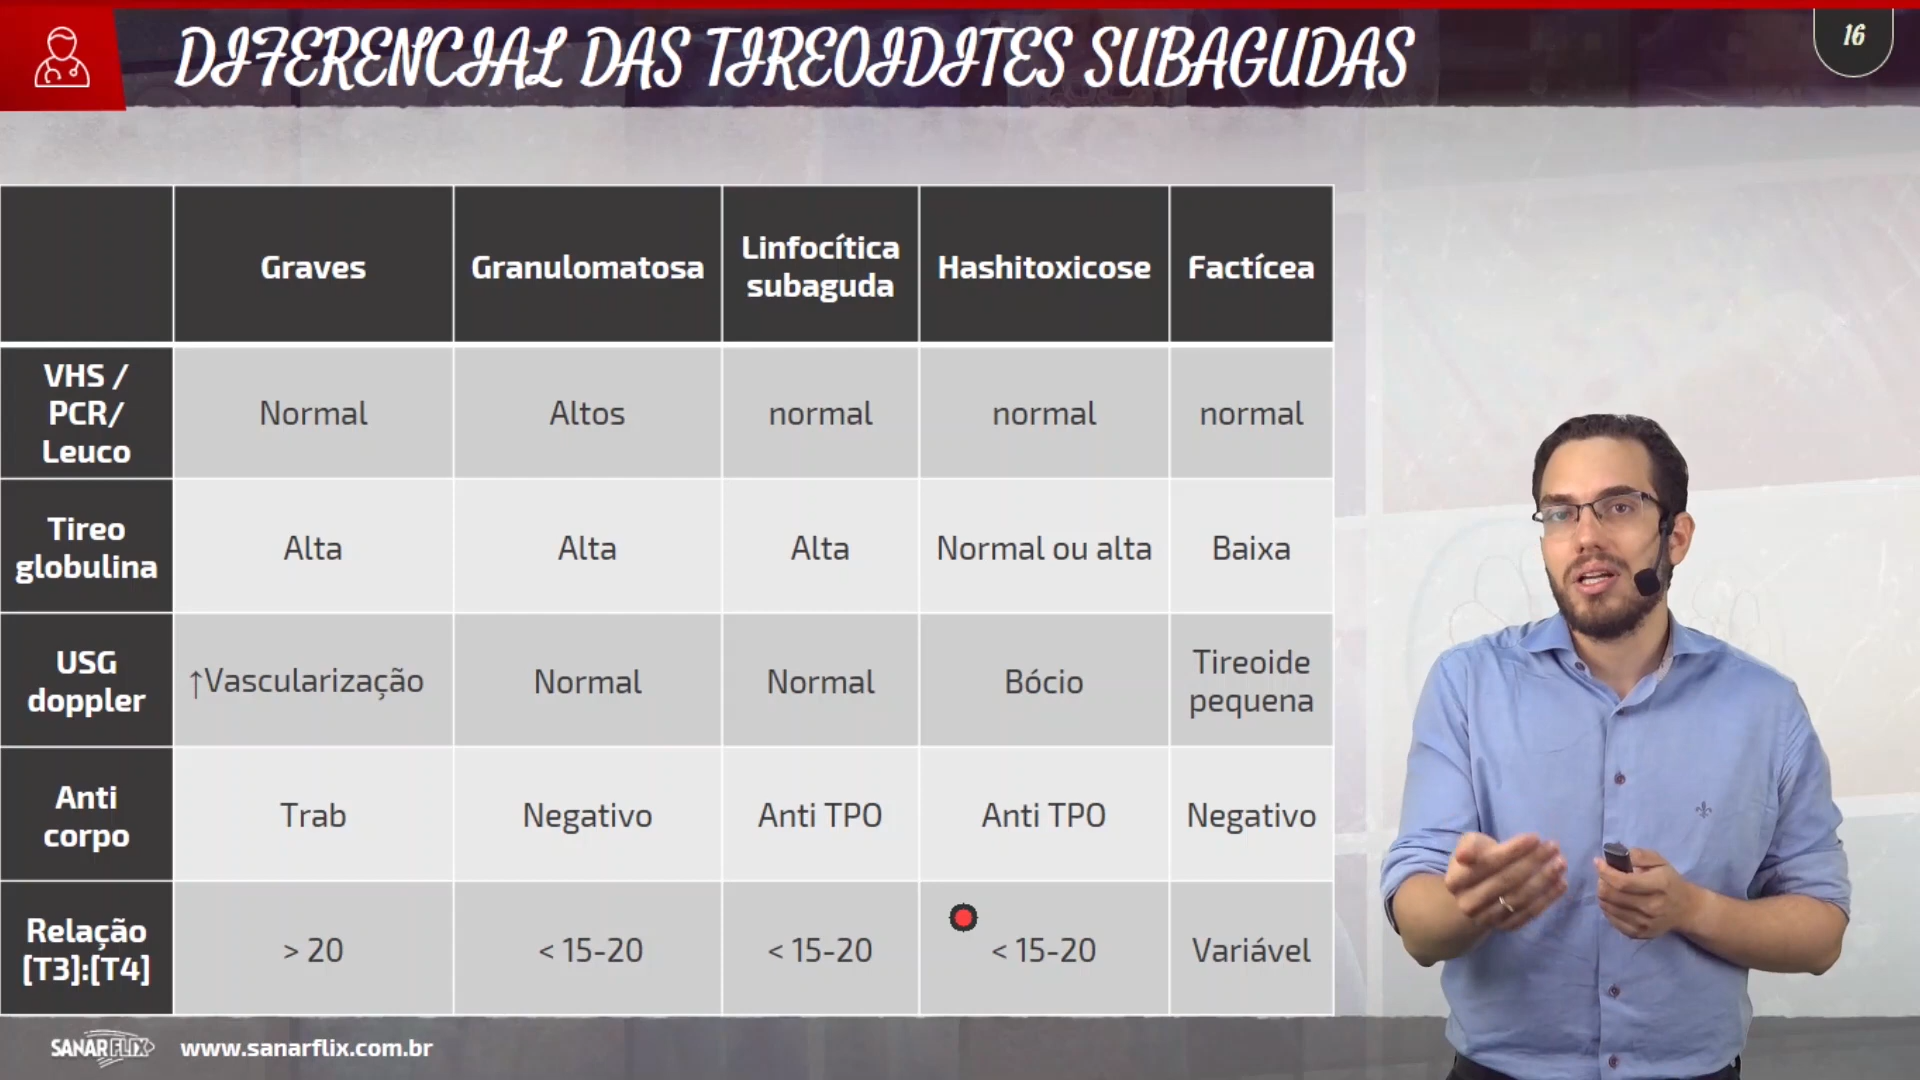 DIFERENCIAL DAS TIREOIDITES SUBAGUDAS
16
Graves
Granulomatosa
Linfocítica
subaguda
Hashitoxicose
Factícea
VHS /
PCR/
Leuco
Normal
Altos
normal
normal
normal
Tireo
globulina
Alta
Alta
Alta
Normal ou alta
Baixa
USG
doppler
↑Vascularização
Normal
Normal
Bócio
Tireoide
pequena
Anti
corpo
Trab
Negativo
Anti TPO
Anti TPO
Negativo
Relação
[T3]:[T4]
> 20
< 15-20
< 15-20
< 15-20
Variável
SANARFLIX
www.sanarflix.com.br